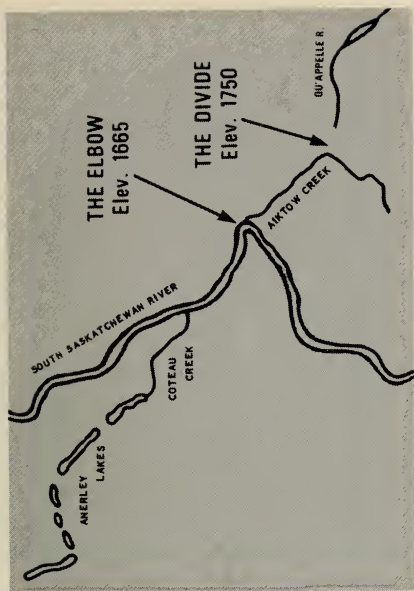 QU'APPELLE R.
THE DIVIDE
Elev. 1750
THE ELBOW
Elev. 1665
AIKTOW CREEK
SOUTH SASKATCHEWAN RIVER
COTEAU
CREEK
ANERLEY
LAKES